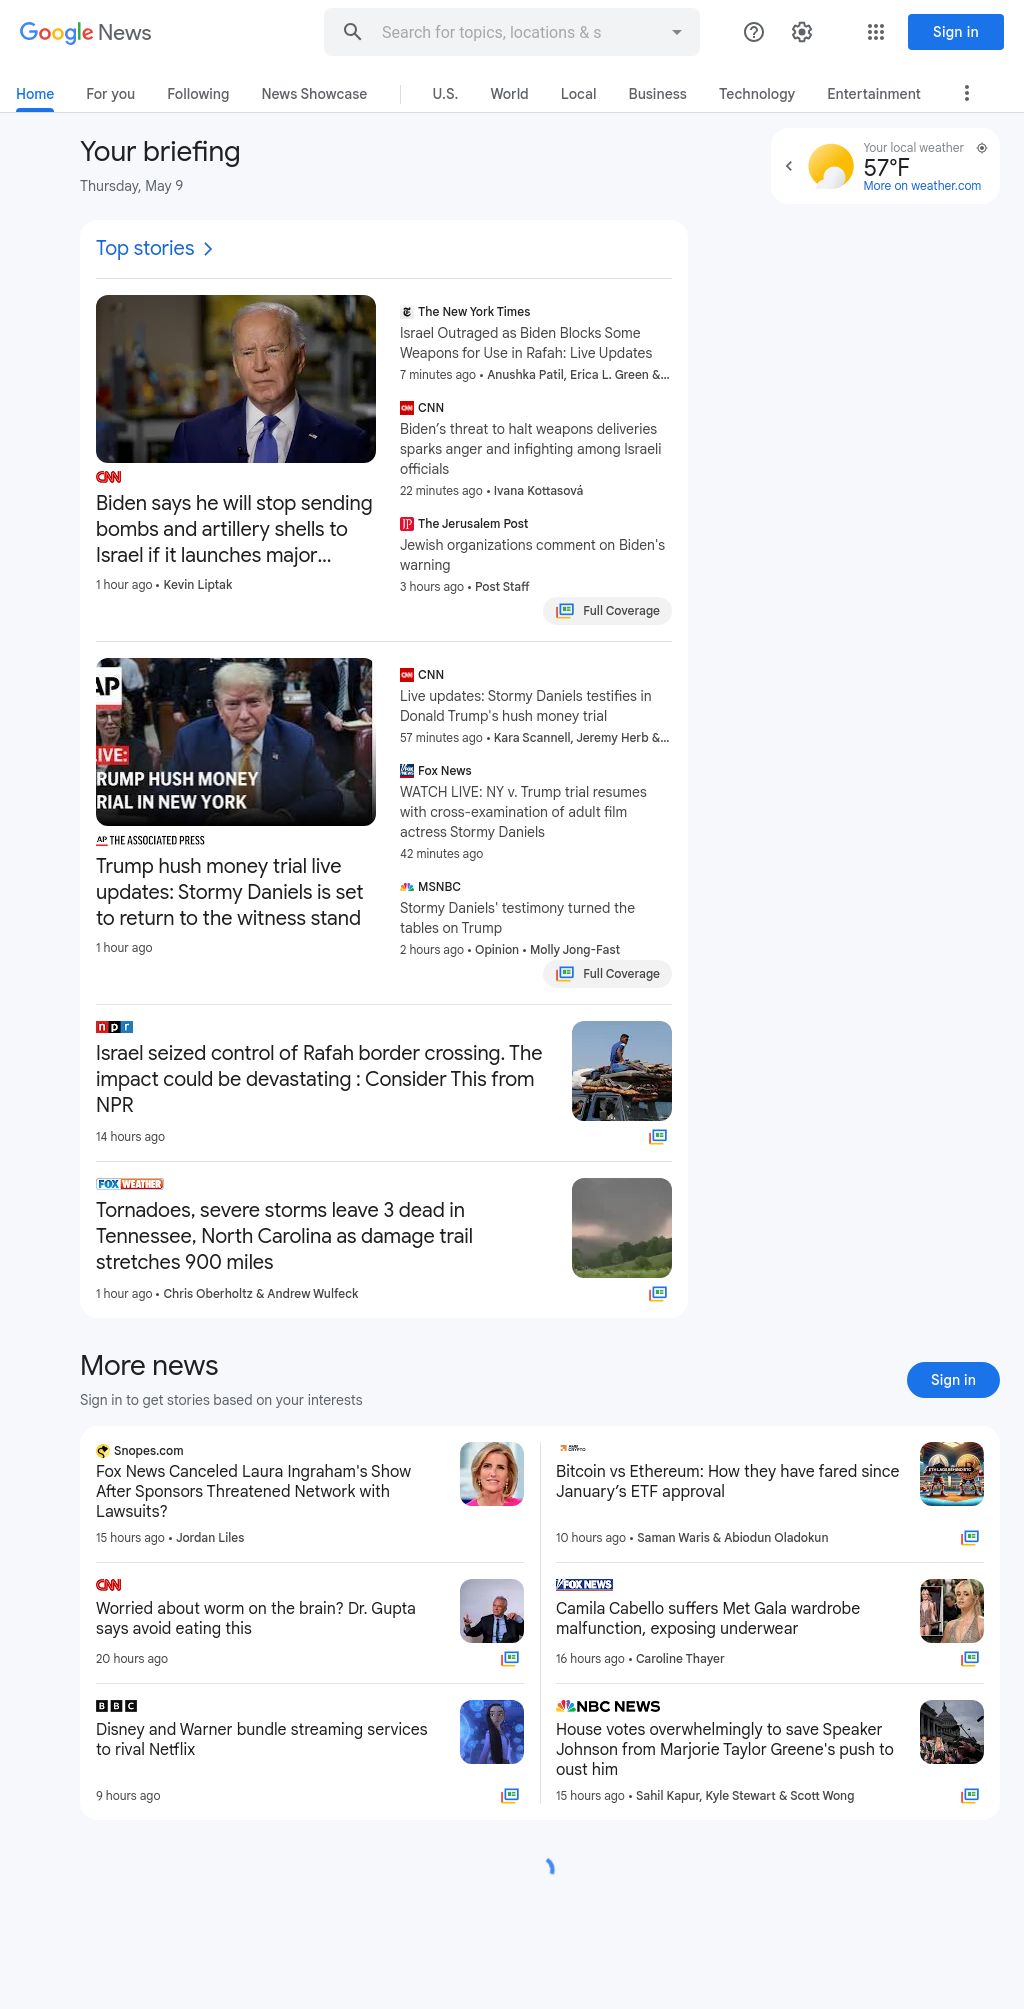 Google News
Search for topics, locations & s
Sign in
Home
For you
Following
News Showcase
U.S.
World
Local
Business
Technology
Entertainment
Your briefing
Thursday, May 9
Your local weather
57°F
More on weather.com
Top stories
CNN
Biden says he will stop sending
bombs and artillery shells to
Israel if it launches major...
1 hour ago • Kevin Liptak
The New York Times
Israel Outraged as Biden Blocks Some
Weapons for Use in Rafah: Live Updates
7 minutes ago • Anushka Patil, Erica L. Green &...
CNN
Biden’s threat to halt weapons deliveries
sparks anger and infighting among Israeli
officials
22 minutes ago • Ivana Kottasová
The Jerusalem Post
Jewish organizations comment on Biden's
warning
3 hours ago • Post Staff
Full Coverage
AP
IVE:
RUMP HUSH MONEY
RIAL IN NEW YORK
AP THE ASSOCIATED PRESS
Trump hush money trial live
updates: Stormy Daniels is set
to return to the witness stand
1 hour ago
CNN
Live updates: Stormy Daniels testifies in
Donald Trump's hush money trial
57 minutes ago • Kara Scannell, Jeremy Herb &...
Fox News
WATCH LIVE: NY v. Trump trial resumes
with cross-examination of adult film
actress Stormy Daniels
42 minutes ago
MSNBC
Stormy Daniels' testimony turned the
tables on Trump
2 hours ago • Opinion • Molly Jong-Fast
Full Coverage
npr
Israel seized control of Rafah border crossing. The
impact could be devastating : Consider This from
NPR
14 hours ago
FOX WEATHER
Tornadoes, severe storms leave 3 dead in
Tennessee, North Carolina as damage trail
stretches 900 miles
1 hour ago • Chris Oberholtz & Andrew Wulfeck
More news
Sign in to get stories based on your interests
Sign in
Snopes.com
Fox News Canceled Laura Ingraham's Show
After Sponsors Threatened Network with
Lawsuits?
15 hours ago • Jordan Liles
Bitcoin vs Ethereum: How they have fared since
January’s ETF approval
10 hours ago • Saman Waris & Abiodun Oladokun
CNN
Worried about worm on the brain? Dr. Gupta
says avoid eating this
20 hours ago
FOX NEWS
Camila Cabello suffers Met Gala wardrobe
malfunction, exposing underwear
16 hours ago • Caroline Thayer
BBC
Disney and Warner bundle streaming services
to rival Netflix
9 hours ago
NBC NEWS
House votes overwhelmingly to save Speaker
Johnson from Marjorie Taylor Greene's push to
oust him
15 hours ago • Sahil Kapur, Kyle Stewart & Scott Wong